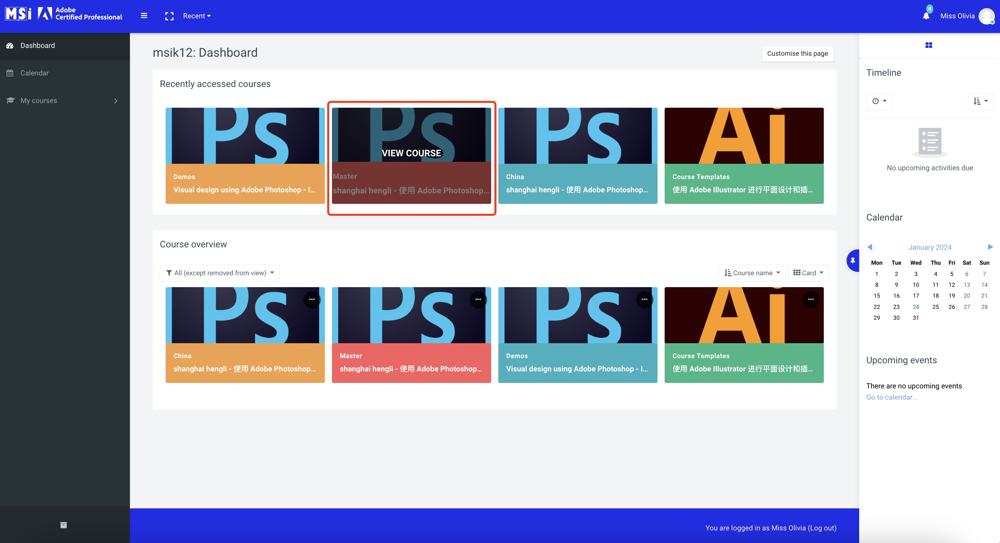 MSi Adobe
Certified Professional
Recent
4
Miss Olivia
Dashboard
Calendar
My courses
msik12: Dashboard
Customise this page
Recently accessed courses
Ps
Demos
Visual design using Adobe Photoshop - I...
Ps
VIEW COURSE
Master
shanghai hengli - 使用 Adobe Photoshop...
Ps
China
shanghai hengli - 使用 Adobe Photoshop...
Ai
Course Templates
使用 Adobe Illustrator 进行平面设计和插...
Course overview
All (except removed from view)
Course name
Card
Ps
China
shanghai hengli - 使用 Adobe Photoshop...
Ps
Master
shanghai hengli - 使用 Adobe Photoshop...
Ps
Demos
Visual design using Adobe Photoshop - I...
Ai
Course Templates
使用 Adobe Illustrator 进行平面设计和插...
Timeline
No upcoming activities due
Calendar
January 2024
Mon Tue Wed Thu Fri Sat Sun
1 2 3 4 5 6 7
8 9 10 11 12 13 14
15 16 17 18 19 20 21
22 23 24 25 26 27 28
29 30 31
Upcoming events
There are no upcoming events
Go to calendar...
You are logged in as Miss Olivia (Log out)